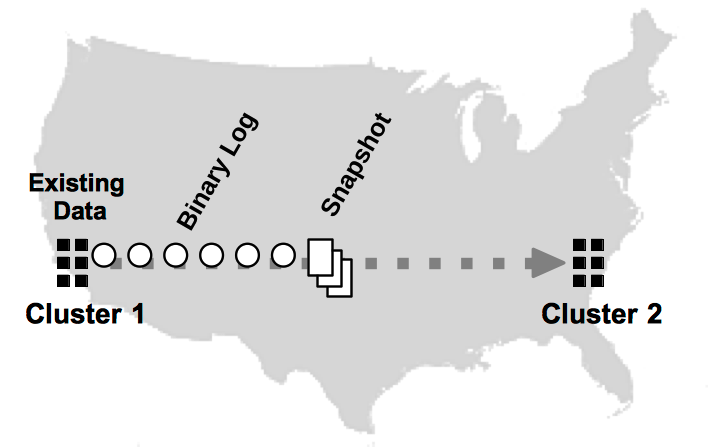 Binary Log
Snapshot
Existing
Data
Cluster 1
Cluster 2